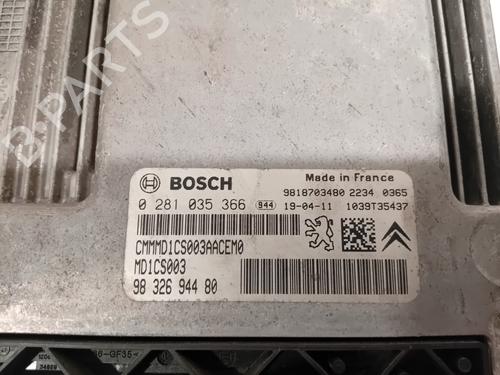 B-PARTS
BOSCH
Made in France
9818703480 2234 0365
0 281 035 366 944 19-04-11 1039T35437
CMMMD1CS003AACEM0
MD1CS003
98 326 944 80